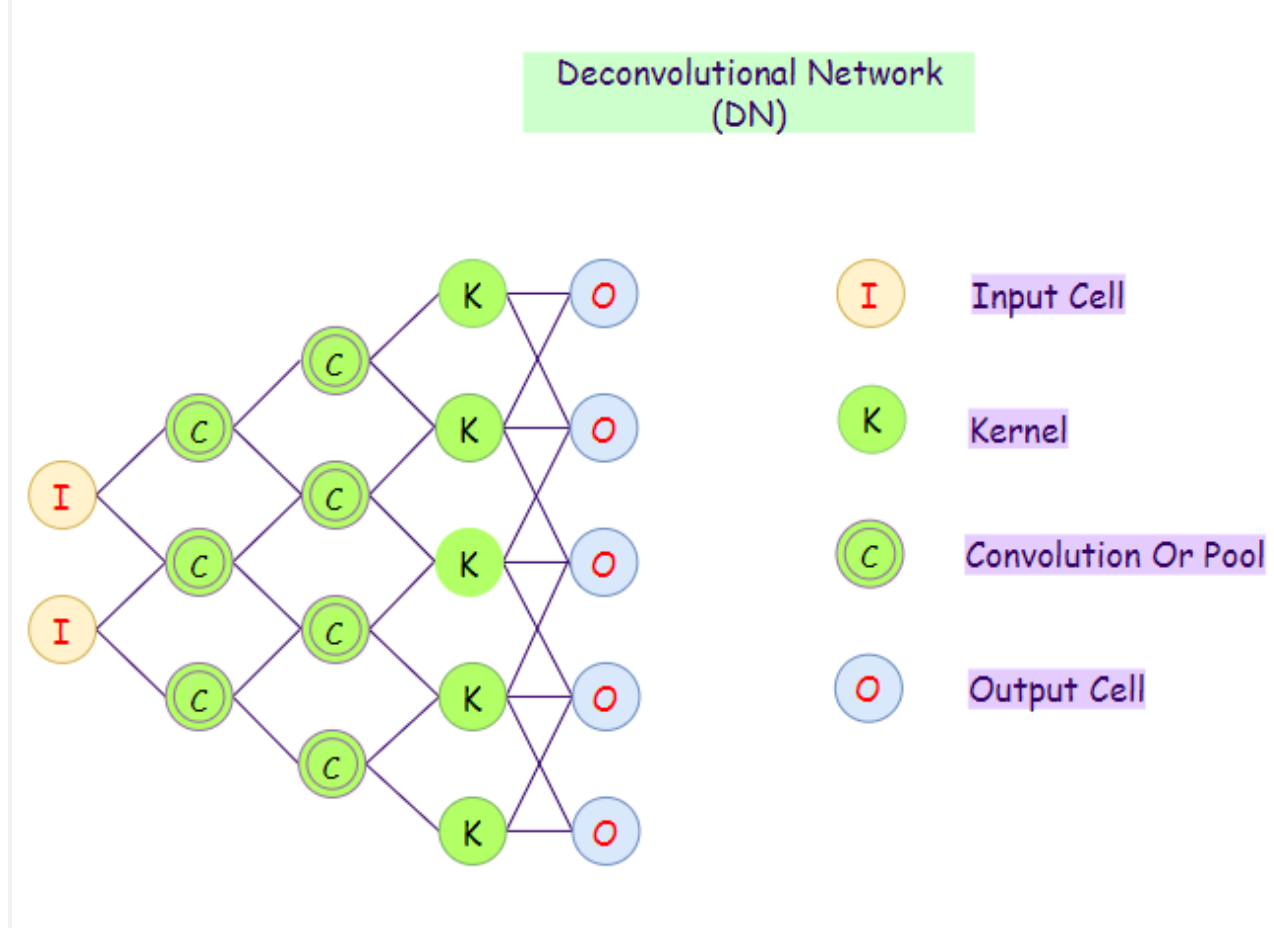 Deconvolutional Network
(DN)
K O
C
C K O
I C
C K O
I C
C K O
C
K O
I Input Cell
K Kernel
C Convolution Or Pool
O Output Cell